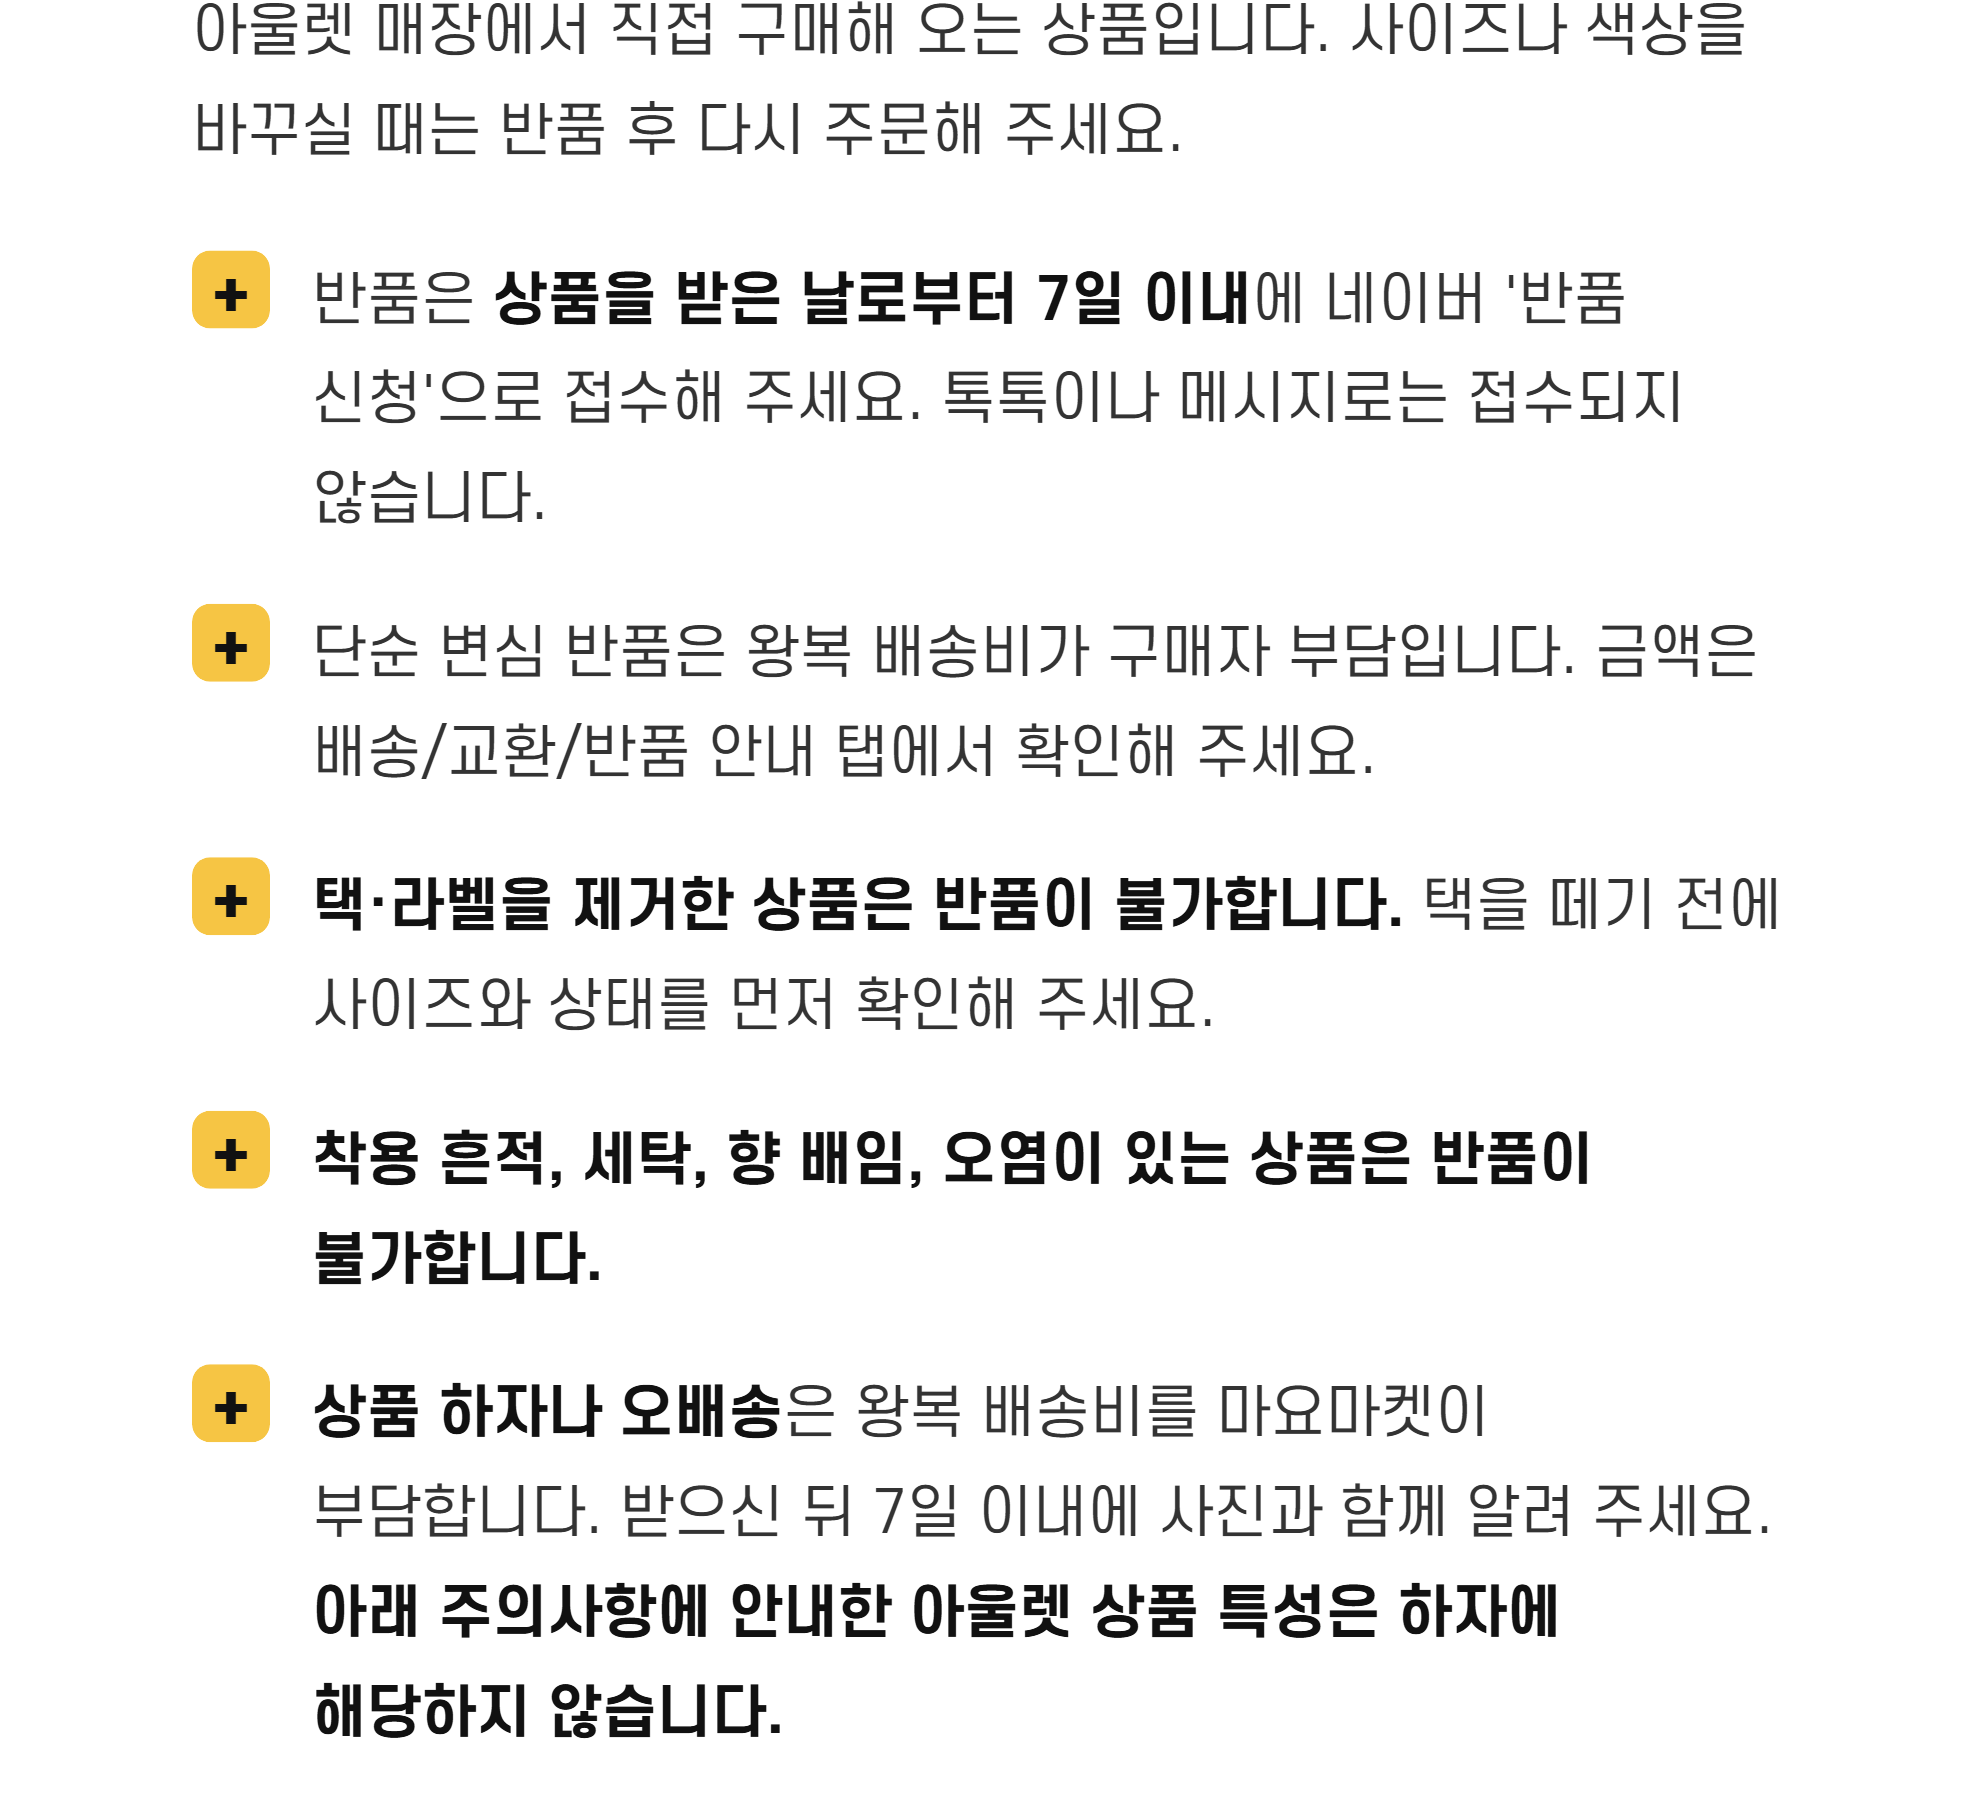 아울렛 매장에서 직접 구매해 오는 상품입니다. 사이즈나 색상을
바꾸실 때는 반품 후 다시 주문해 주세요.
+ 반품은 상품을 받은 날로부터 7일 이내에 네이버 '반품
신청'으로 접수해 주세요. 톡톡이나 메시지로는 접수되지
않습니다.
+ 단순 변심 반품은 왕복 배송비가 구매자 부담입니다. 금액은
배송/교환/반품 안내 탭에서 확인해 주세요.
+ 택·라벨을 제거한 상품은 반품이 불가합니다. 택을 떼기 전에
사이즈와 상태를 먼저 확인해 주세요.
+ 착용 흔적, 세탁, 향 배임, 오염이 있는 상품은 반품이
불가합니다.
+ 상품 하자나 오배송은 왕복 배송비를 마요마켓이
부담합니다. 받으신 뒤 7일 이내에 사진과 함께 알려 주세요.
아래 주의사항에 안내한 아울렛 상품 특성은 하자에
해당하지 않습니다.